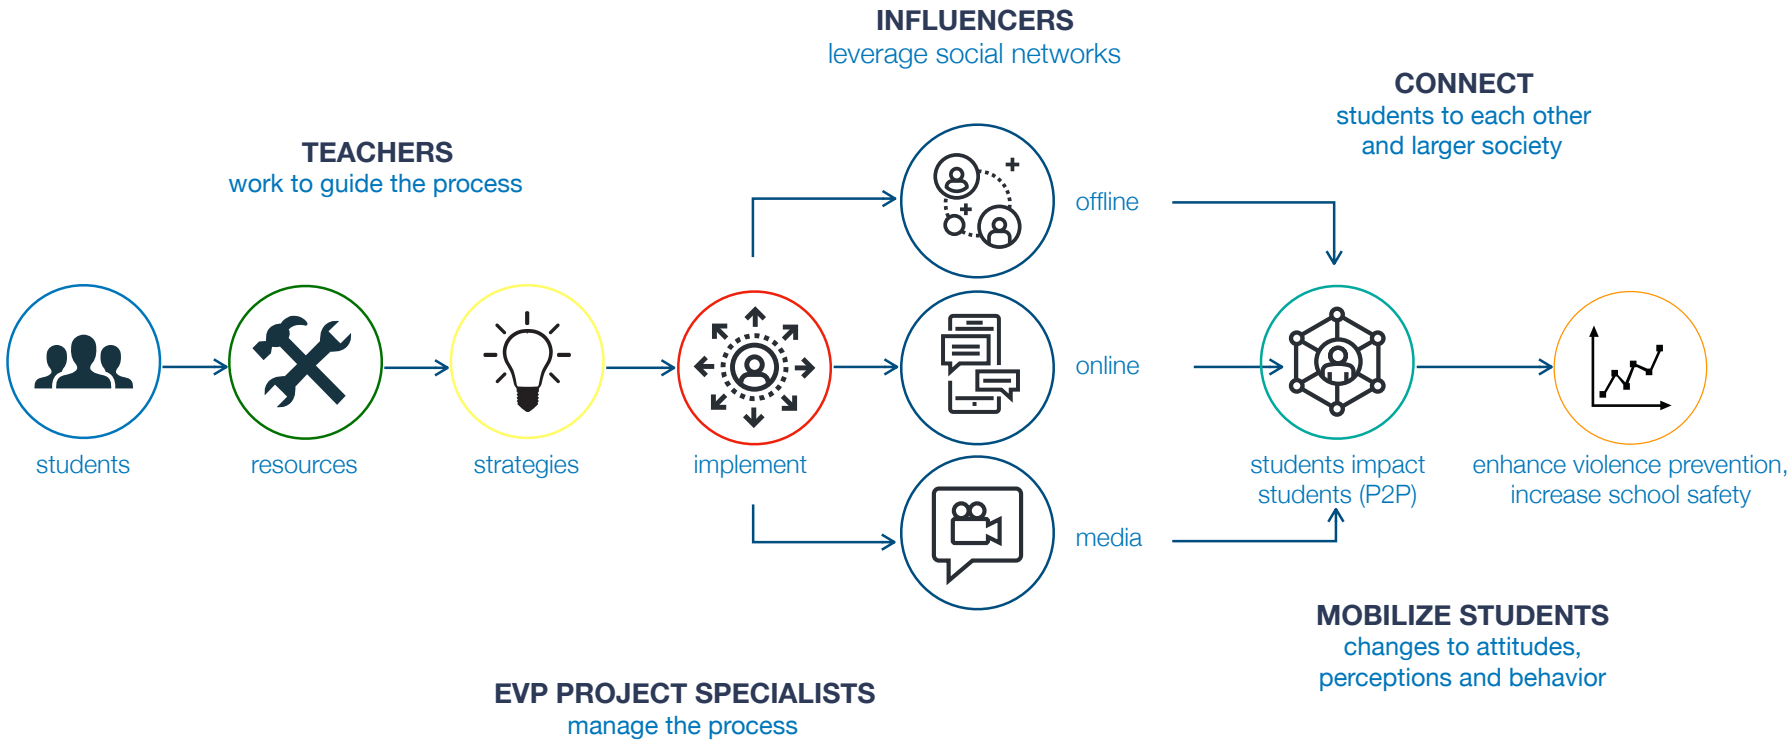 INFLUENCERS
leverage social networks
CONNECT
students to each other
and larger society
TEACHERS
work to guide the process
offline
online
media
students
resources
strategies
implement
students impact
students (P2P)
enhance violence prevention,
increase school safety
MOBILIZE STUDENTS
changes to attitudes,
perceptions and behavior
EVP PROJECT SPECIALISTS
manage the process